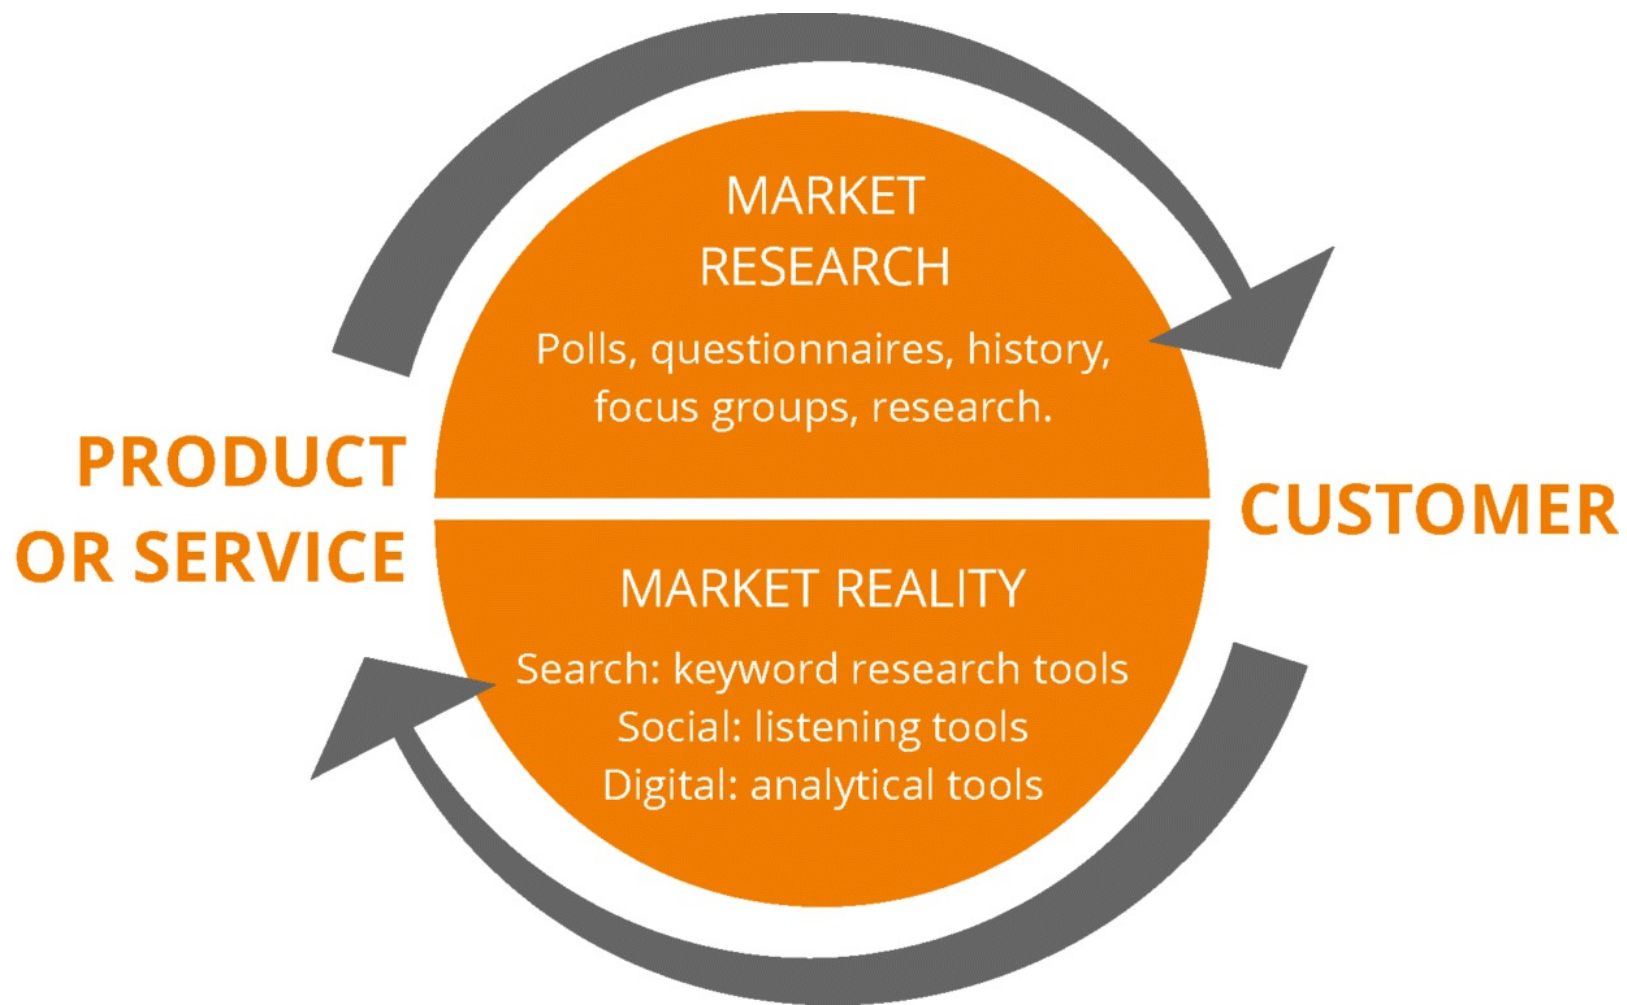 MARKET
RESEARCH
Polls, questionnaires, history,
focus groups, research.
PRODUCT
OR SERVICE
CUSTOMER
MARKET REALITY
Search: keyword research tools
Social: listening tools
Digital: analytical tools